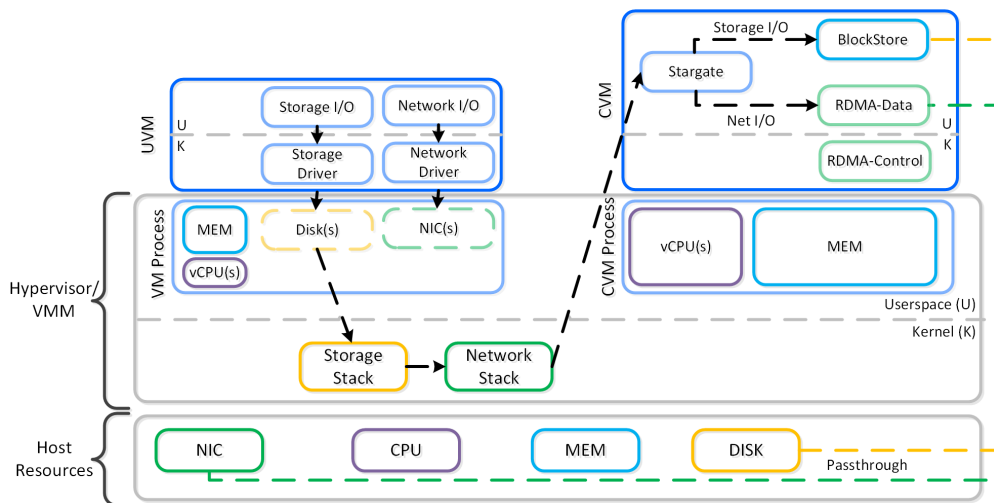 Storage I/O
BlockStore
Stargate
CVM
Net I/O
RDMA-Data
U
K
RDMA-Control
UVM
Storage I/O
Network I/O
U
K
Storage
Driver
Network
Driver
Hypervisor/
VMM
VM Process
MEM
vCPU(s)
Disk(s)
NIC(s)
CVM Process
vCPU(s)
MEM
Userspace (U)
Kernel (K)
Storage
Stack
Network
Stack
Host
Resources
NIC
CPU
MEM
DISK
Passthrough